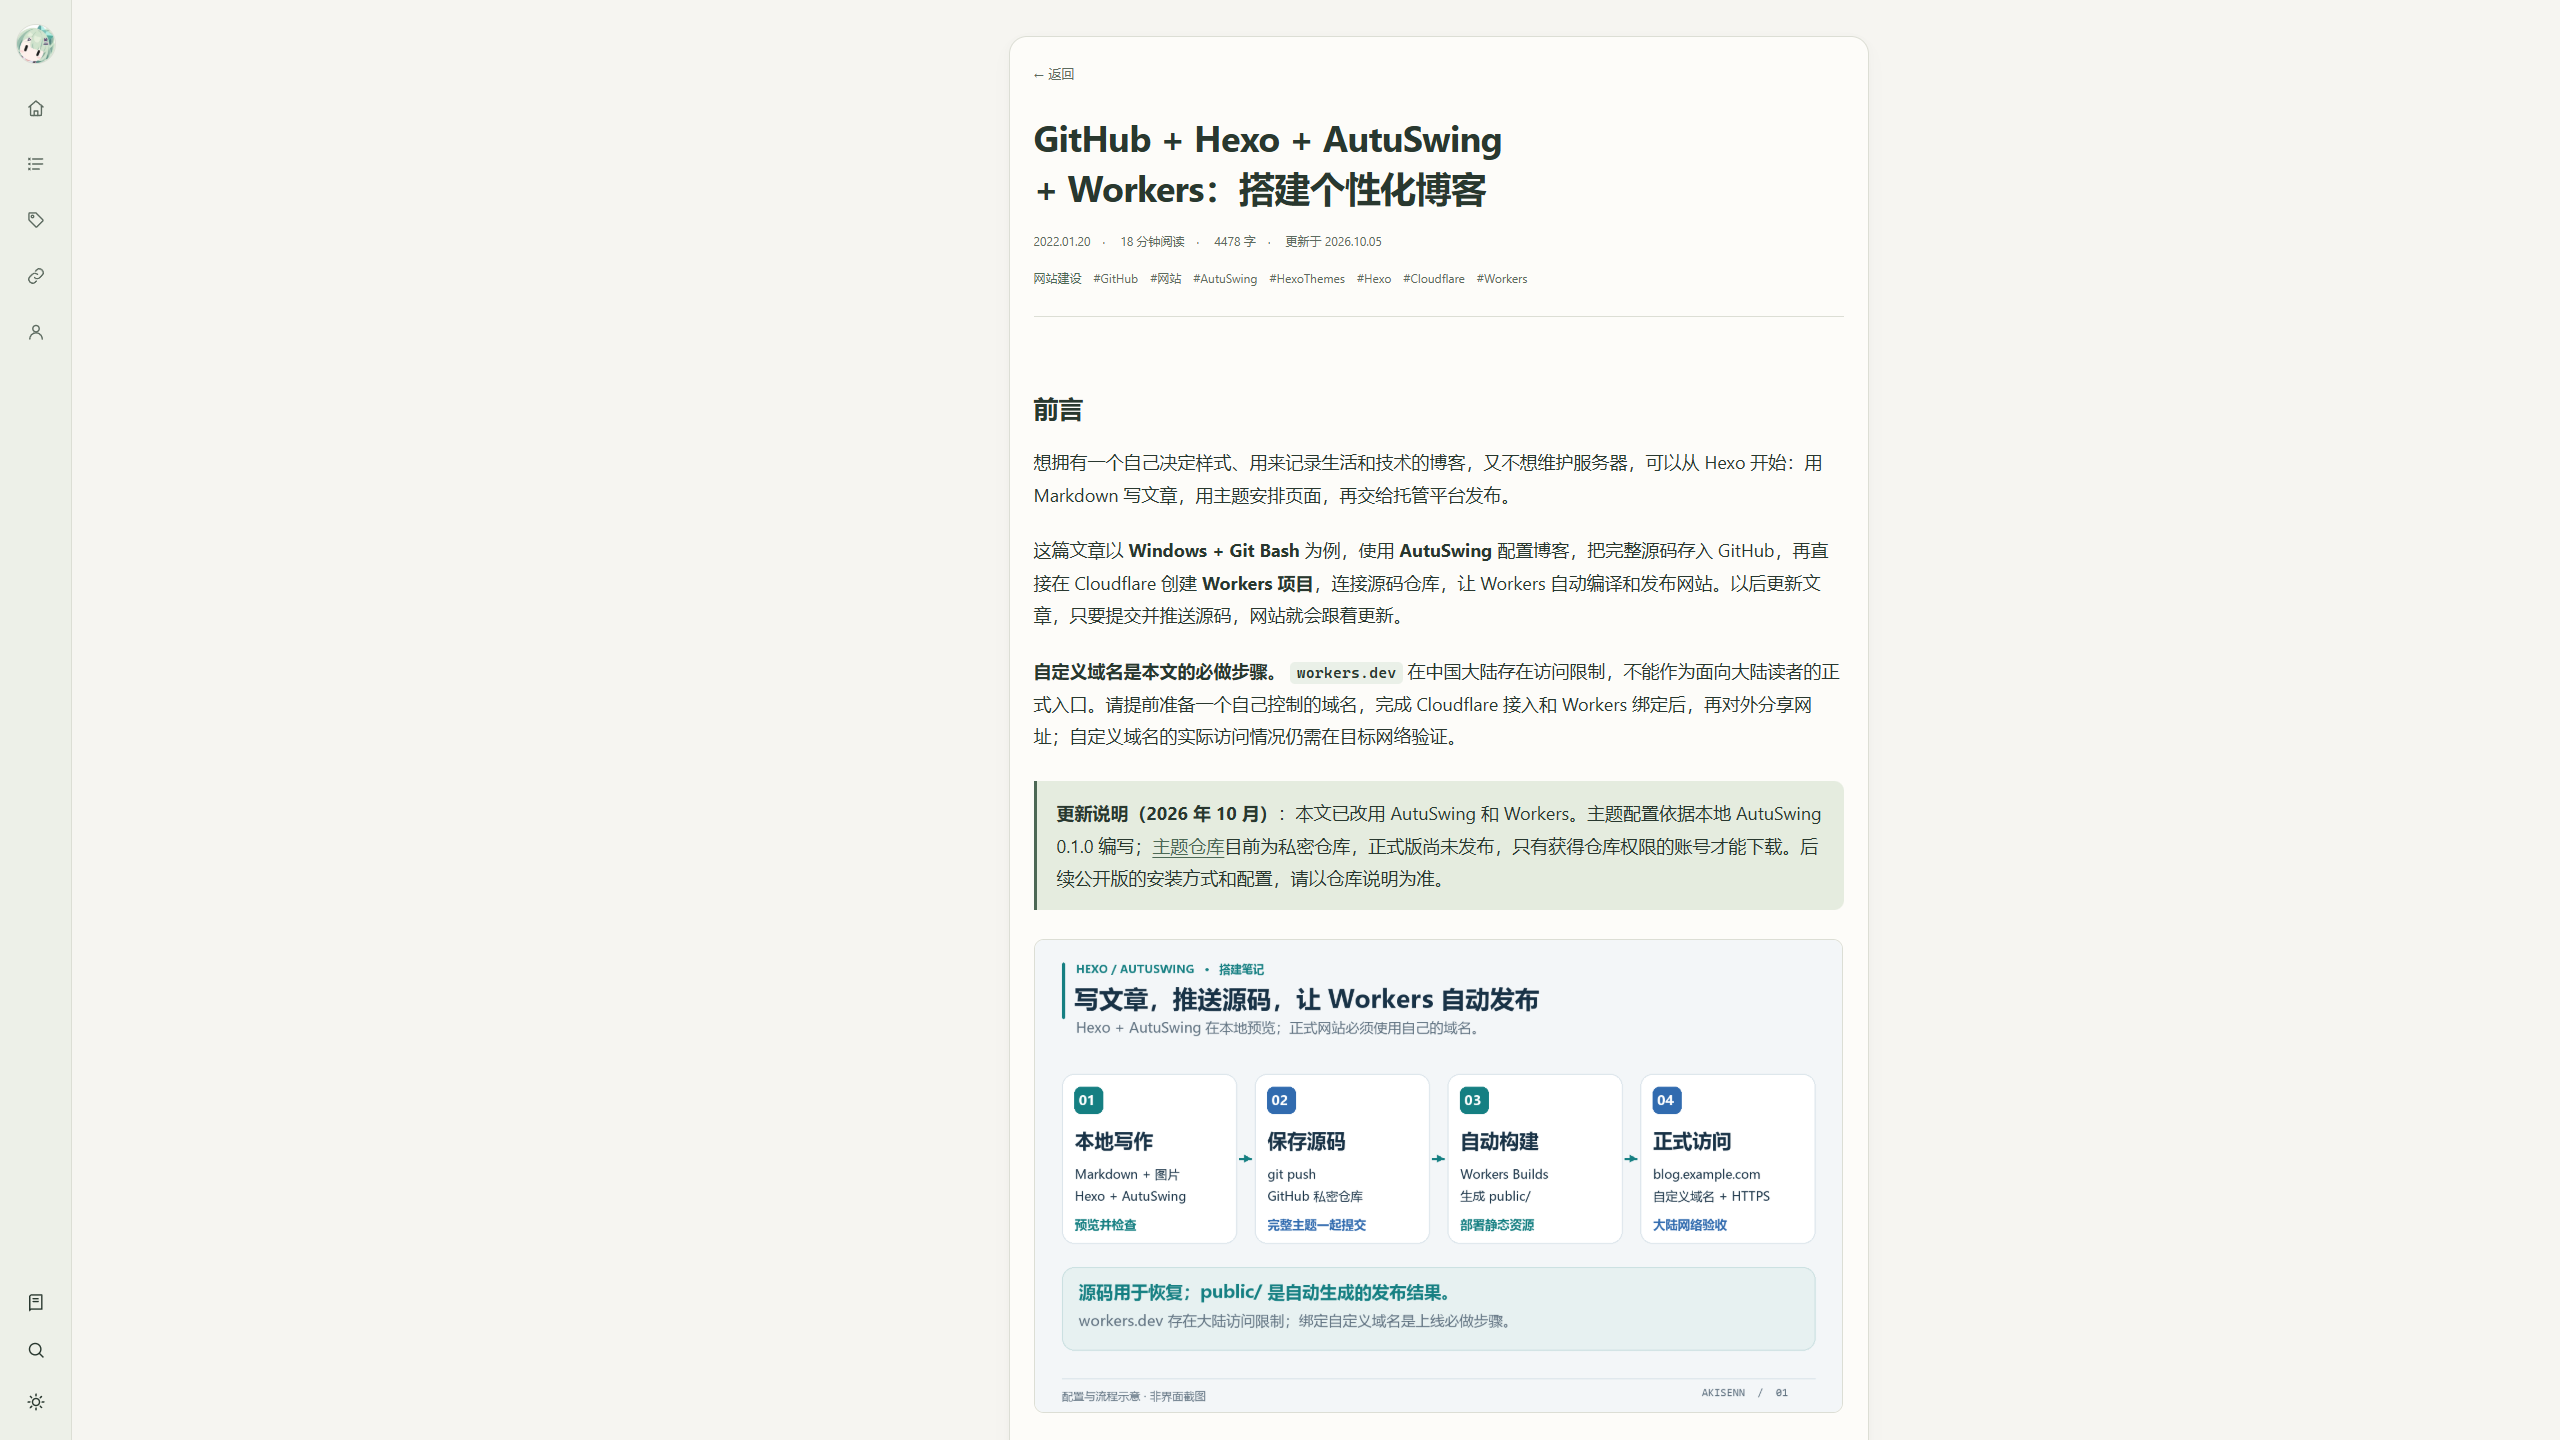 ← 返回
GitHub + Hexo + AutuSwing
+ Workers：搭建个性化博客
2022.01.20 · 18 分钟阅读 · 4478 字 · 更新于 2026.10.05
网站建设 #GitHub #网站 #AutuSwing #HexoThemes #Hexo #Cloudflare #Workers
前言
想拥有一个自己决定样式、用来记录生活和技术的博客，又不想维护服务器，可以从 Hexo 开始：用
Markdown 写文章，用主题安排页面，再交给托管平台发布。
这篇文章以 Windows + Git Bash 为例，使用 AutuSwing 配置博客，把完整源码存入 GitHub，再直
接在 Cloudflare 创建 Workers 项目，连接源码仓库，让 Workers 自动编译和发布网站。以后更新文
章，只要提交并推送源码，网站就会跟着更新。
自定义域名是本文的必做步骤。 workers.dev 在中国大陆存在访问限制，不能作为面向大陆读者的正
式入口。请提前准备一个自己控制的域名，完成 Cloudflare 接入和 Workers 绑定后，再对外分享网
址；自定义域名的实际访问情况仍需在目标网络验证。
更新说明（2026 年 10 月）：本文已改用 AutuSwing 和 Workers。主题配置依据本地 AutuSwing
0.1.0 编写；主题仓库目前为私密仓库，正式版尚未发布，只有获得仓库权限的账号才能下载。后
续公开版的安装方式和配置，请以仓库说明为准。
HEXO / AUTUSWING • 搭建笔记
写文章，推送源码，让 Workers 自动发布
Hexo + AutuSwing 在本地预览；正式网站必须使用自己的域名。
01
本地写作
Markdown + 图片
Hexo + AutuSwing
预览并检查
02
保存源码
git push
GitHub 私密仓库
完整主题一起提交
03
自动构建
Workers Builds
生成 public/
部署静态资源
04
正式访问
blog.example.com
自定义域名 + HTTPS
大陆网络验收
源码用于恢复；public/ 是自动生成的发布结果。
workers.dev 存在大陆访问限制；绑定自定义域名是上线必做步骤。
配置与流程示意 · 非界面截图
AKISENN / 01